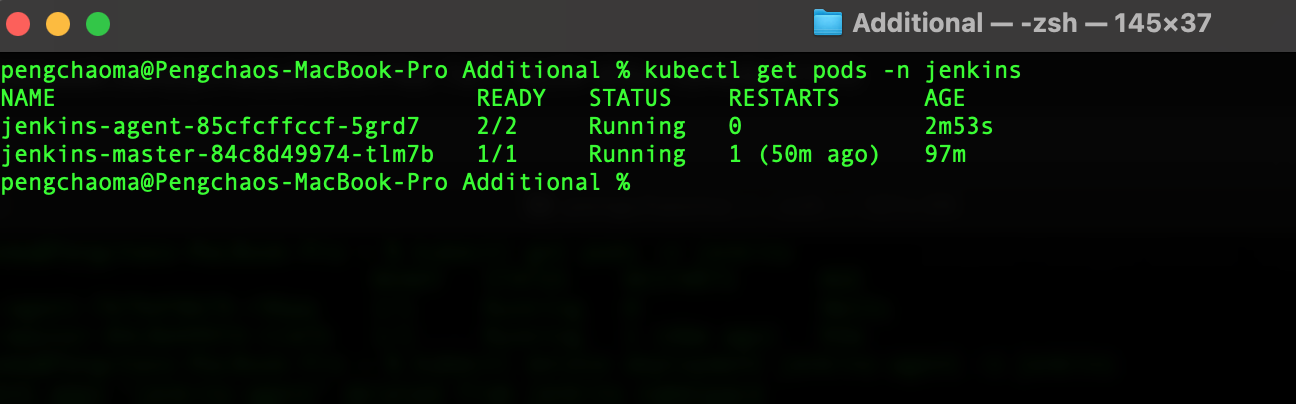 Additional — -zsh — 145×37
pengchaoma@Pengchaos-MacBook-Pro Additional % kubectl get pods -n jenkins
NAME READY STATUS RESTARTS AGE
jenkins-agent-85cfcffccf-5grd7 2/2 Running 0 2m53s
jenkins-master-84c8d49974-tlm7b 1/1 Running 1 (50m ago) 97m
pengchaoma@Pengchaos-MacBook-Pro Additional %